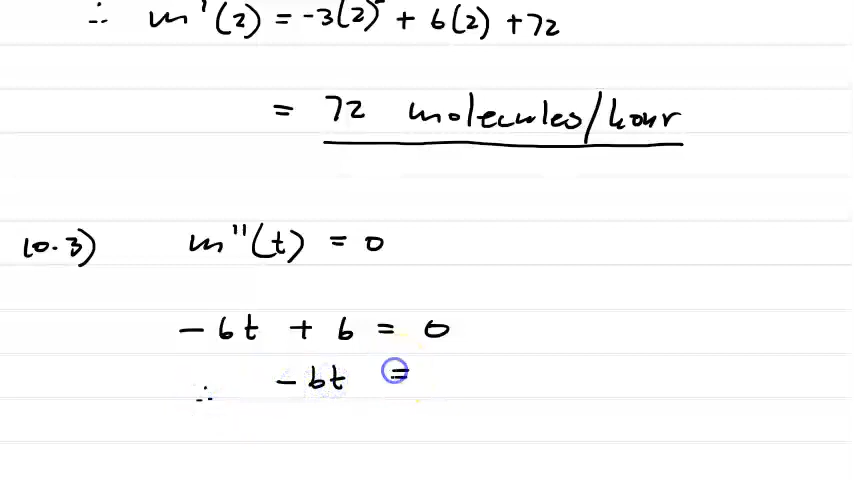 ∴ m'(2) = -3(2)² + 6(2) + 72
= 72 molecules/hour
10.3) m''(t) = 0
-6t + 6 = 0
∴ -6t =